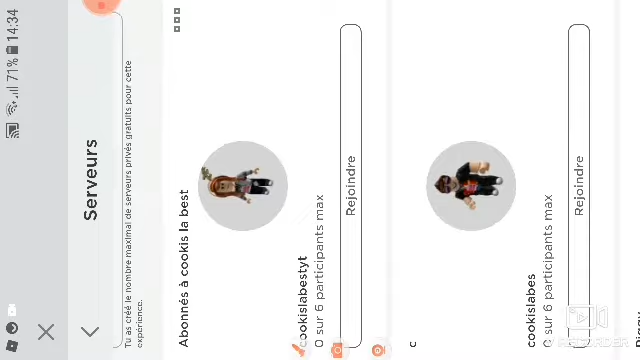 14:34
71%
Serveurs
Tu as créé le nombre maximal de serveurs privés gratuits pour cette
expérience.
Abonnés à cookis la best
cookislabestyt
0 sur 6 participants max
Rejoindre
c
cookislabes
0 sur 6 participants max
Rejoindre